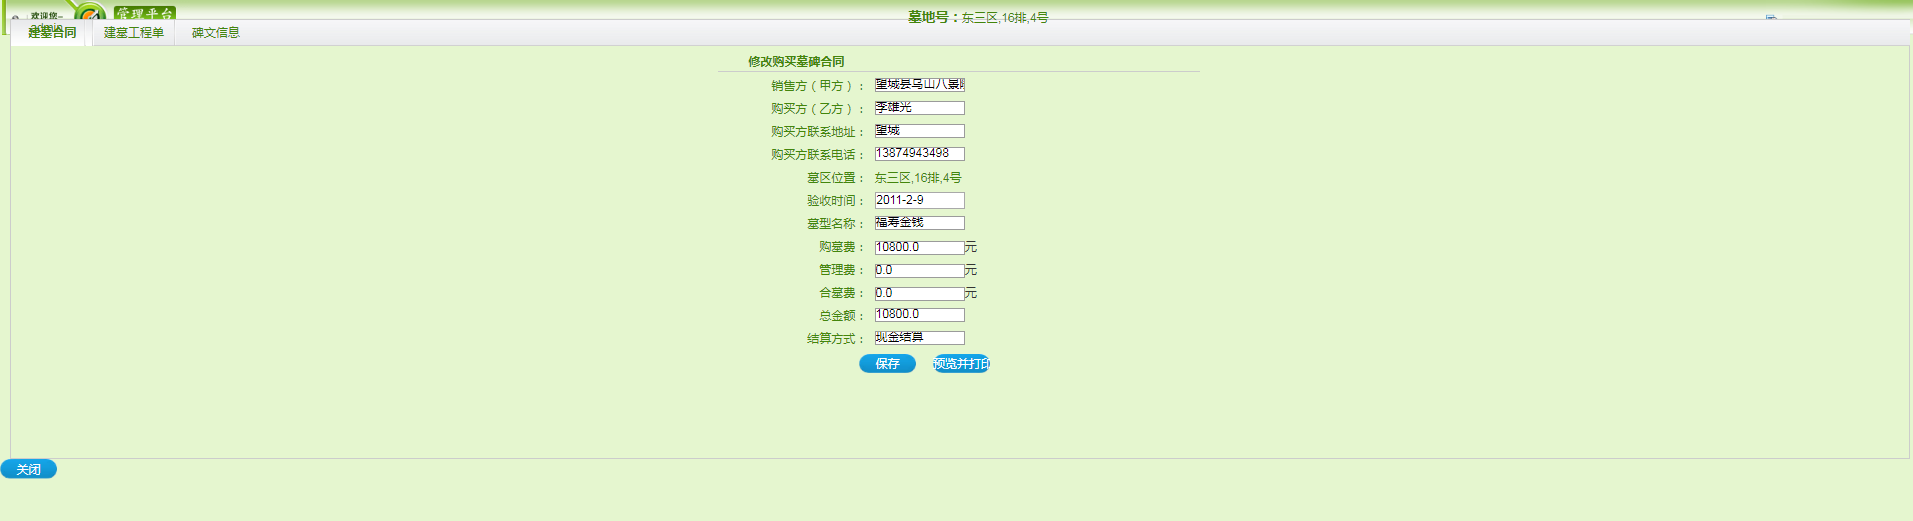 欢迎您--
admin
管理平台
墓地号：东三区,16排,4号
建墓合同 建墓工程单 碑文信息
修改购买墓碑合同
销售方（甲方）： 望城县乌山八景
购买方（乙方）： 李雄光
购买方联系地址： 望城
购买方联系电话： 13874943498
墓区位置： 东三区,16排,4号
验收时间： 2011-2-9
墓型名称： 福寿金钱
购墓费： 10800.0元
管理费： 0.0元
合墓费： 0.0元
总金额： 10800.0
结算方式： 现金结算
保存 预览并打印
关闭